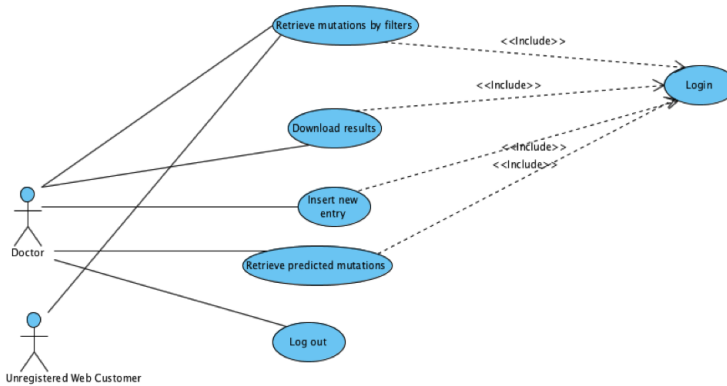 Retrieve mutations by filters
<<Include>>
Login
<<Include>>
Download results
<<Include>>
<<Include>>
Insert new
entry
Doctor
Retrieve predicted mutations
Log out
Unregistered Web Customer